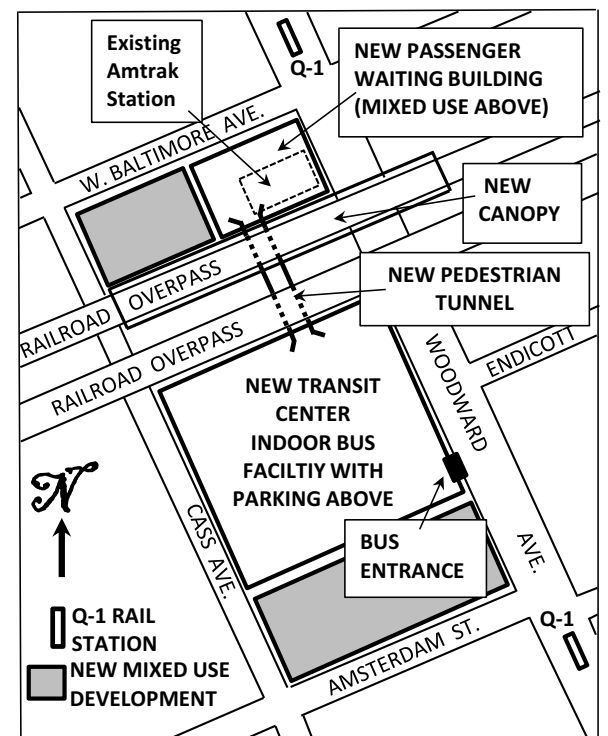 Existing
Amtrak
Station
Q-1
NEW PASSENGER
WAITING BUILDING
(MIXED USE ABOVE)
W. BALTIMORE AVE.
NEW
CANOPY
NEW PEDESTRIAN
TUNNEL
RAILROAD OVERPASS
RAILROAD OVERPASS
WOODWARD
AVE.
ENDICOTT
NEW TRANSIT
CENTER
INDOOR BUS
FACILTIY WITH
PARKING ABOVE
CASS AVE.
BUS
ENTRANCE
N
Q-1 RAIL
STATION
NEW MIXED USE
DEVELOPMENT
AMSTERDAM ST.
Q-1